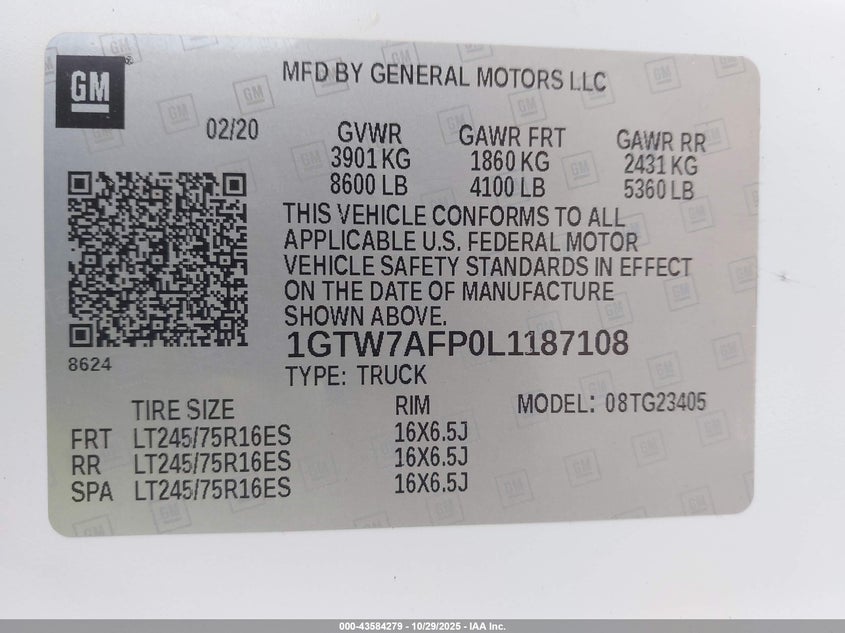 GM
MFD BY GENERAL MOTORS LLC
02/20
GVWR GAWR FRT GAWR RR
3901 KG 1860 KG 2431 KG
8600 LB 4100 LB 5360 LB
THIS VEHICLE CONFORMS TO ALL
APPLICABLE U.S. FEDERAL MOTOR
VEHICLE SAFETY STANDARDS IN EFFECT
ON THE DATE OF MANUFACTURE
SHOWN ABOVE.
1GTW7AFP0L1187108
8624
TYPE: TRUCK
TIRE SIZE RIM MODEL: 08TG23405
FRT LT245/75R16ES 16X6.5J
RR LT245/75R16ES 16X6.5J
SPA LT245/75R16ES 16X6.5J
000-43584279 - 10/29/2025 - IAA Inc.